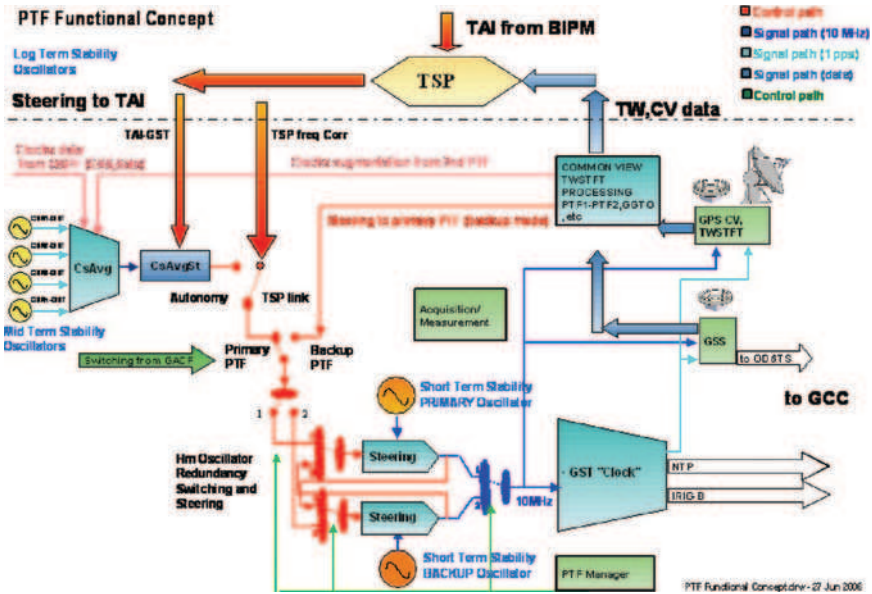 PTF Functional Concept
TAI from BIPM
Control path
Signal path (10 MHz)
Signal path (1 pps)
Signal path (date)
Control path
Log Term Stability
Oscillators
TSP
Steering to TAI
TW,CV data
TAI-GST
TSP freq Corr
Clocks data
Clocks augmentation from 2nd PTF
COMMON VIEW
TWSTFT
PROCESSING
PTF1-PTF2,GGTO
,etc
Steering to primary PTF (Backup mode)
GPS CV,
TWSTFT
CsAvg
CsAvgSt
Autonomy
TSP link
Acquisition/
Measurement
Mid Term Stability
Oscillators
GSS
to OD&TS
Switching from GACF
Primary
PTF
Backup
PTF
Short Term Stability
PRIMARY Oscillator
to GCC
1
2
Hm Oscillator
Redundancy
Switching and
Steering
Steering
GST "Clock"
NTP
10MHz
IRIG B
Steering
Short Term Stability
BACKUP Oscillator
PTF Manager
PTF Functional Concept.drw - 27 Jun 2006